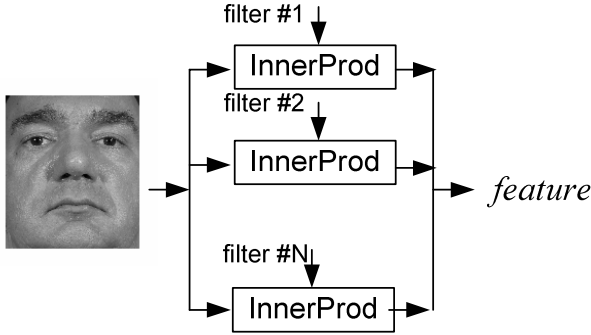 filter #1
InnerProd
filter #2
InnerProd
feature
filter #N
InnerProd